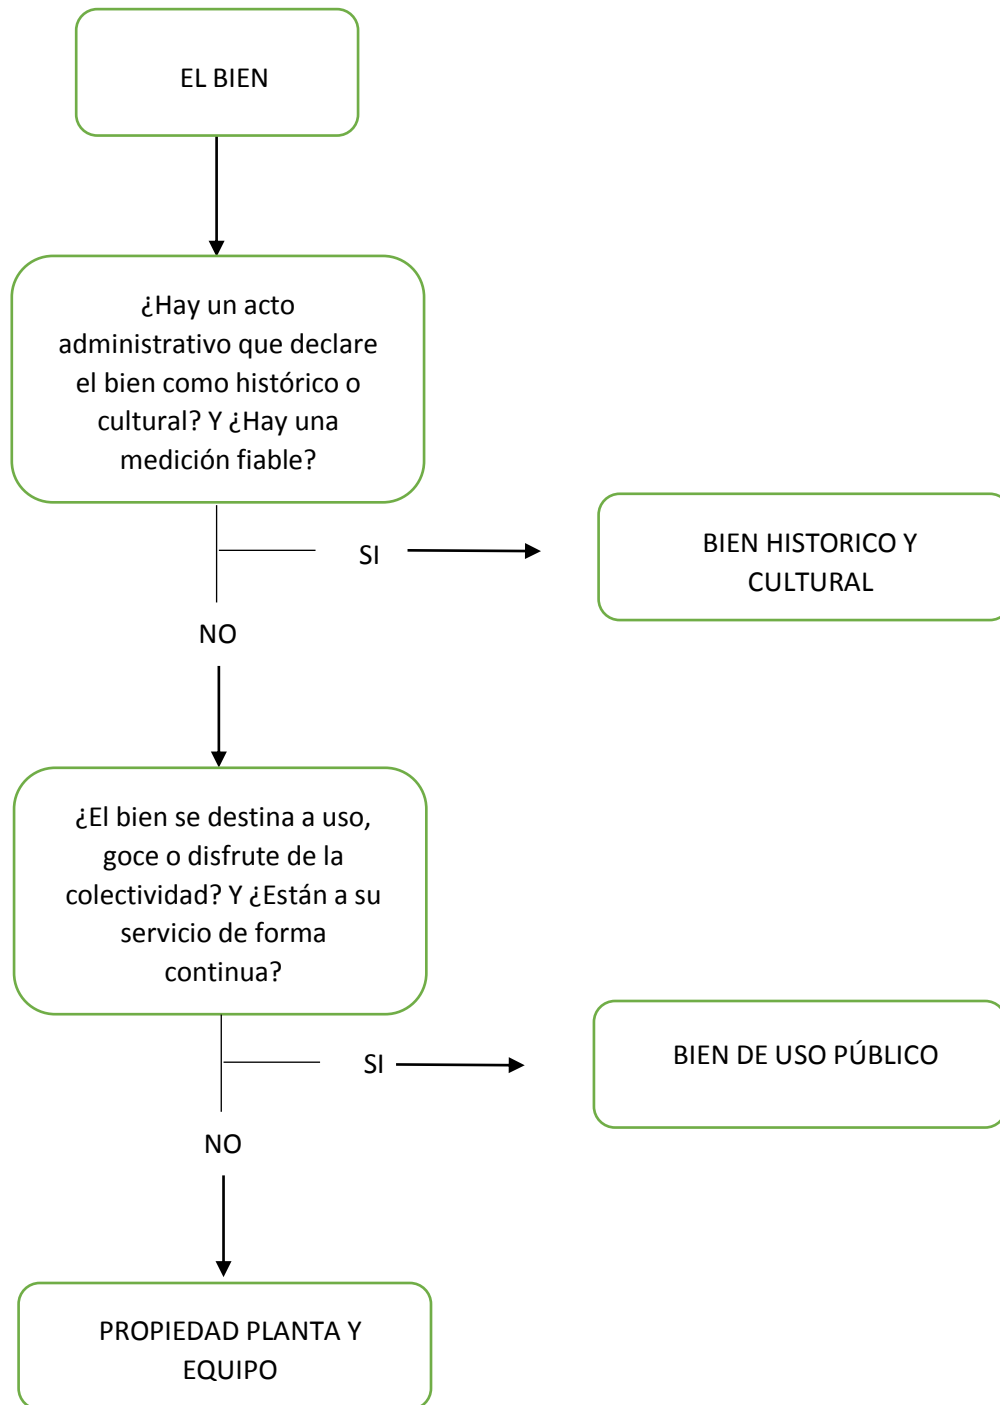 EL BIEN
¿Hay un acto
administrativo que declare
el bien como histórico o
cultural? Y ¿Hay una
medición fiable?
SI
BIEN HISTORICO Y
CULTURAL
NO
¿El bien se destina a uso,
goce o disfrute de la
colectividad? Y ¿Están a su
servicio de forma
continua?
SI
BIEN DE USO PÚBLICO
NO
PROPIEDAD PLANTA Y
EQUIPO